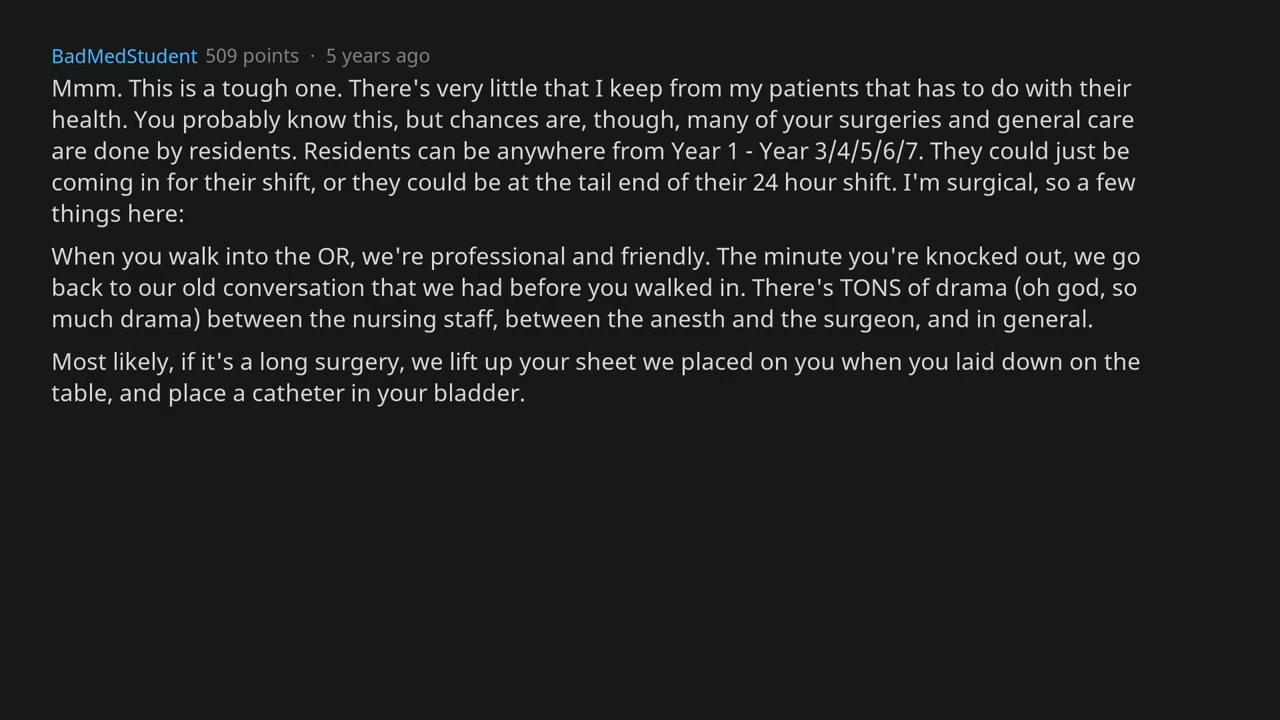 BadMedStudent 509 points · 5 years ago
Mmm. This is a tough one. There's very little that I keep from my patients that has to do with their
health. You probably know this, but chances are, though, many of your surgeries and general care
are done by residents. Residents can be anywhere from Year 1 - Year 3/4/5/6/7. They could just be
coming in for their shift, or they could be at the tail end of their 24 hour shift. I'm surgical, so a few
things here:
When you walk into the OR, we're professional and friendly. The minute you're knocked out, we go
back to our old conversation that we had before you walked in. There's TONS of drama (oh god, so
much drama) between the nursing staff, between the anesth and the surgeon, and in general.
Most likely, if it's a long surgery, we lift up your sheet we placed on you when you laid down on the
table, and place a catheter in your bladder.